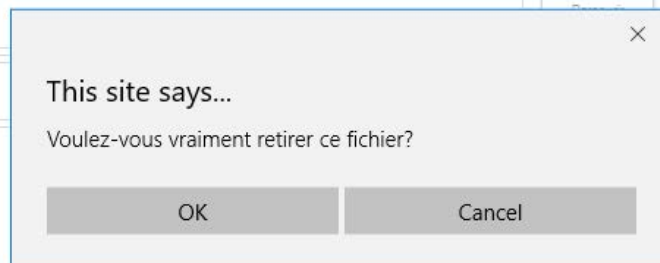 This site says...
Voulez-vous vraiment retirer ce fichier?
OK
Cancel